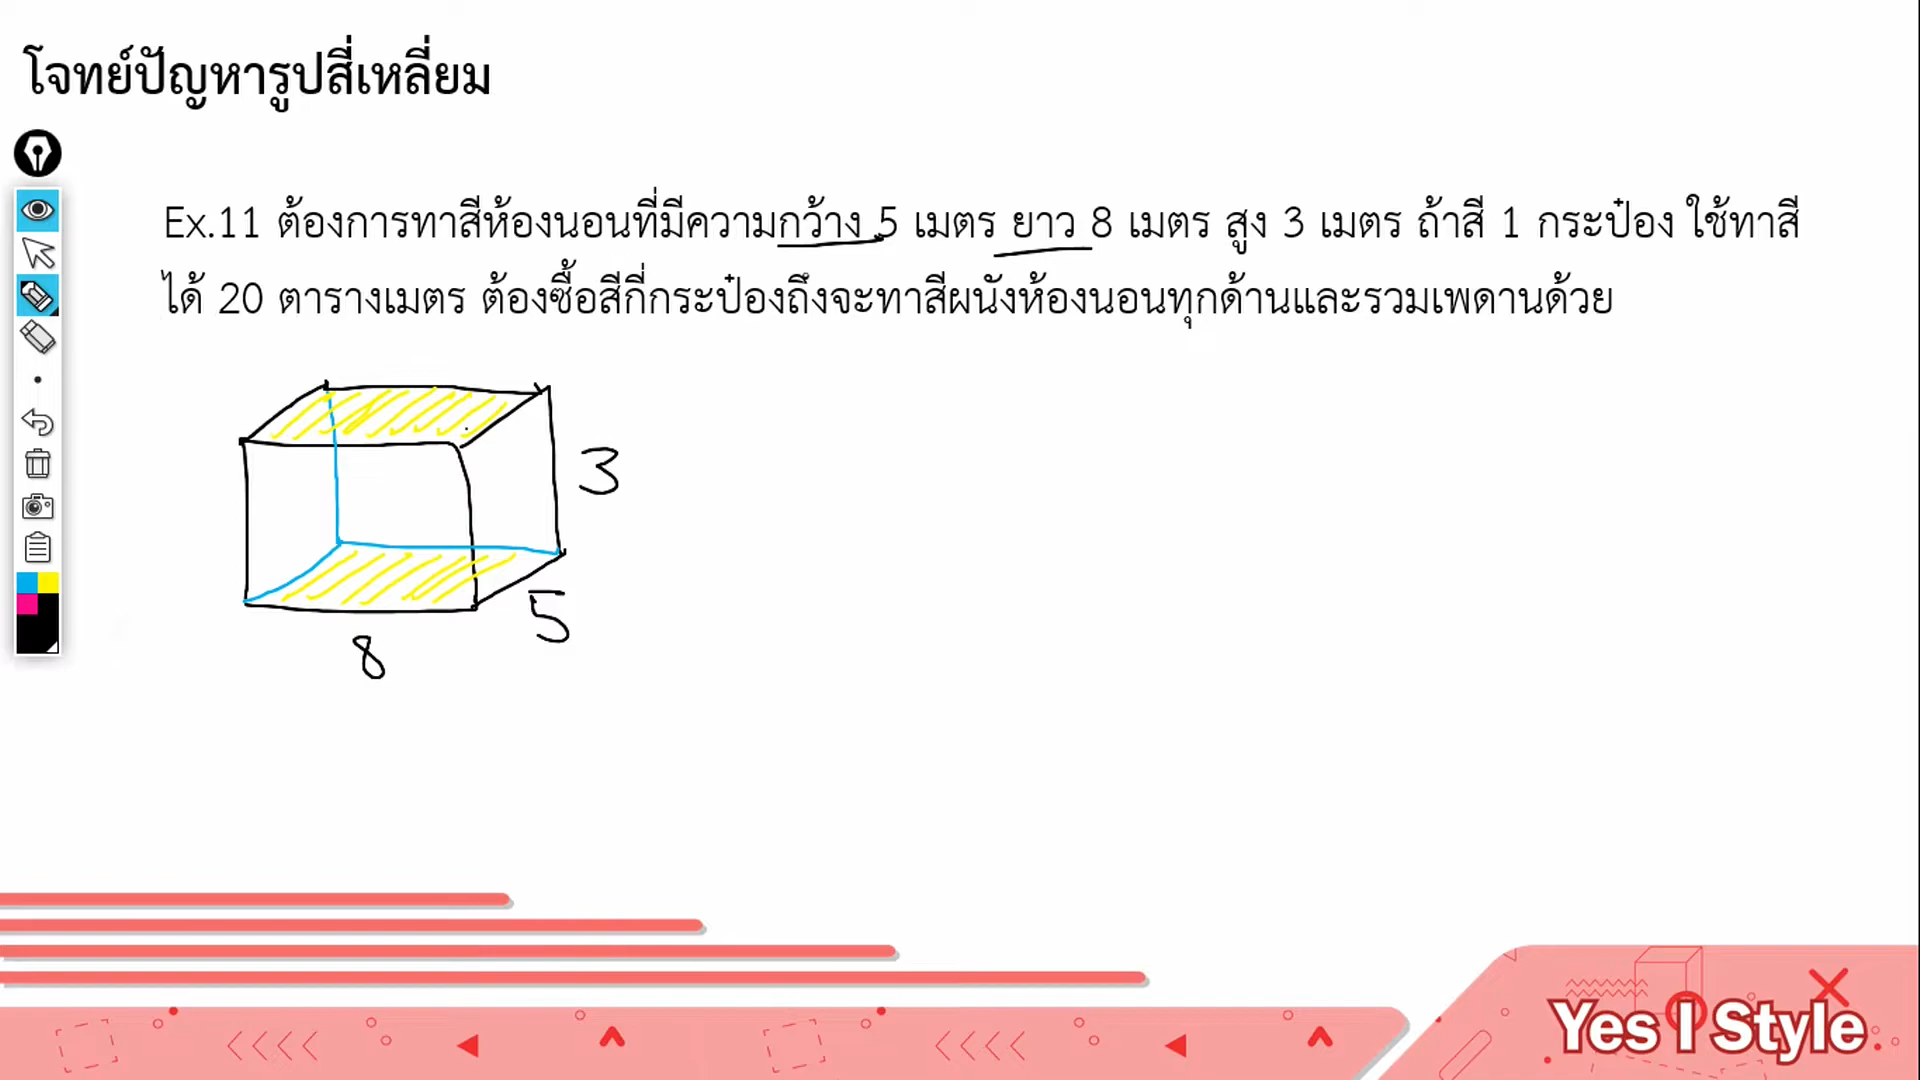 โจทย์ปัญหารูปสี่เหลี่ยม
Ex.11 ต้องการทาสีห้องนอนที่มีความกว้าง 5 เมตร ยาว 8 เมตร สูง 3 เมตร ถ้าสี 1 กระป๋อง ใช้ทาสี
ได้ 20 ตารางเมตร ต้องซื้อสีกี่กระป๋องถึงจะทาสีผนังห้องนอนทุกด้านและรวมเพดานด้วย
3
5
8
Yes I Style